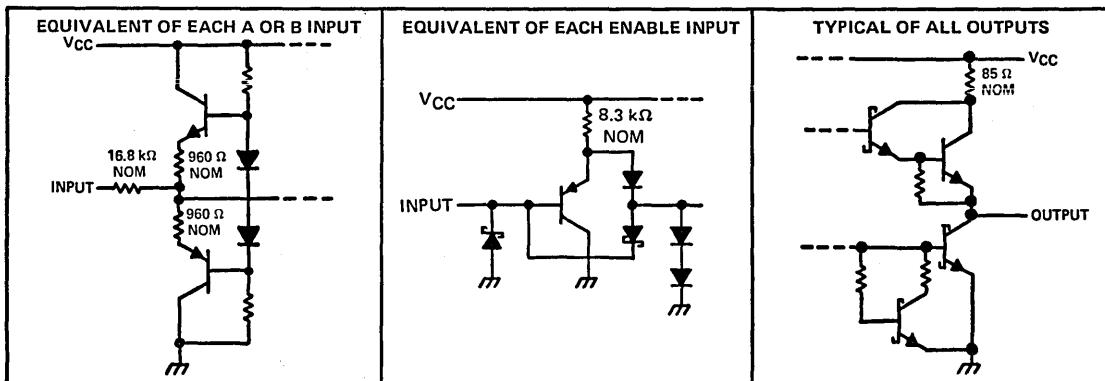 EQUIVALENT OF EACH A OR B INPUT
VCC
16.8 kΩ
NOM
960 Ω
NOM
INPUT
960 Ω
NOM
EQUIVALENT OF EACH ENABLE INPUT
VCC
8.3 kΩ
NOM
INPUT
TYPICAL OF ALL OUTPUTS
VCC
85 Ω
NOM
OUTPUT